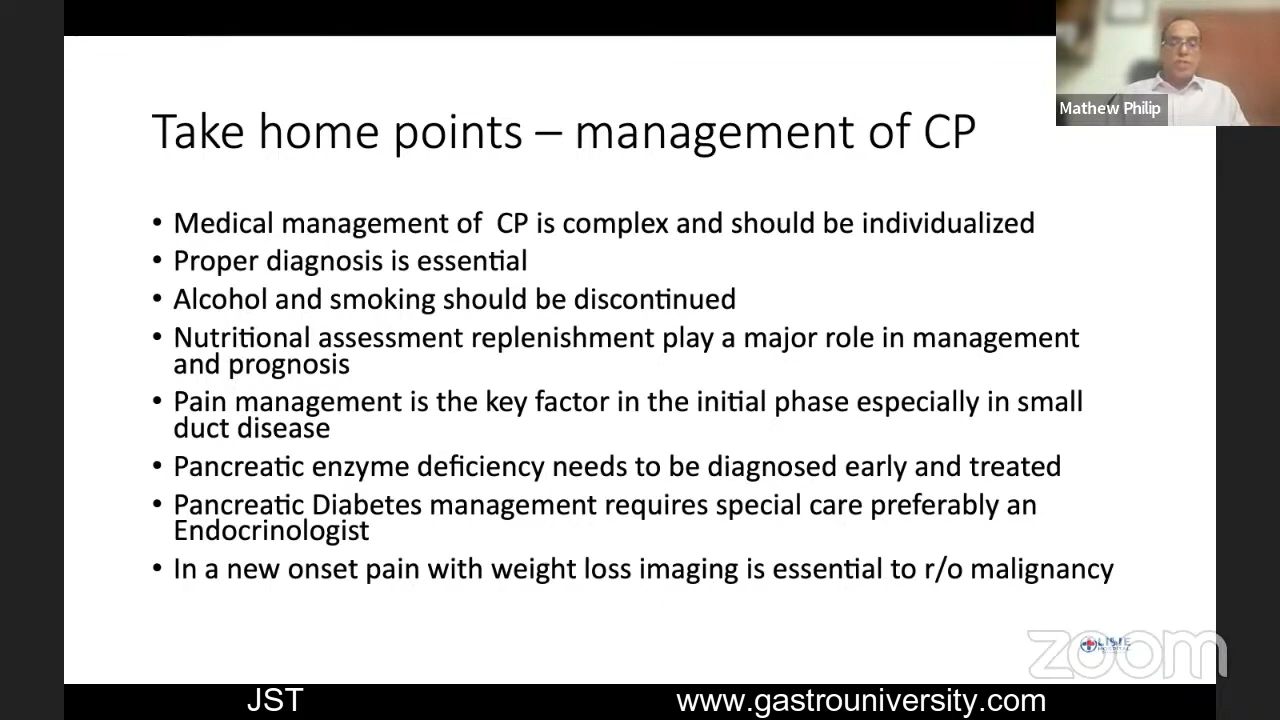 Mathew Philip
Take home points – management of CP
• Medical management of  CP is complex and should be individualized
• Proper diagnosis is essential
• Alcohol and smoking should be discontinued
• Nutritional assessment replenishment play a major role in management
and prognosis
• Pain management is the key factor in the initial phase especially in small
duct disease
• Pancreatic enzyme deficiency needs to be diagnosed early and treated
• Pancreatic Diabetes management requires special care preferably an
Endocrinologist
• In a new onset pain with weight loss imaging is essential to r/o malignancy
LISIE
HOSPITAL
zoom
JST
www.gastrouniversity.com